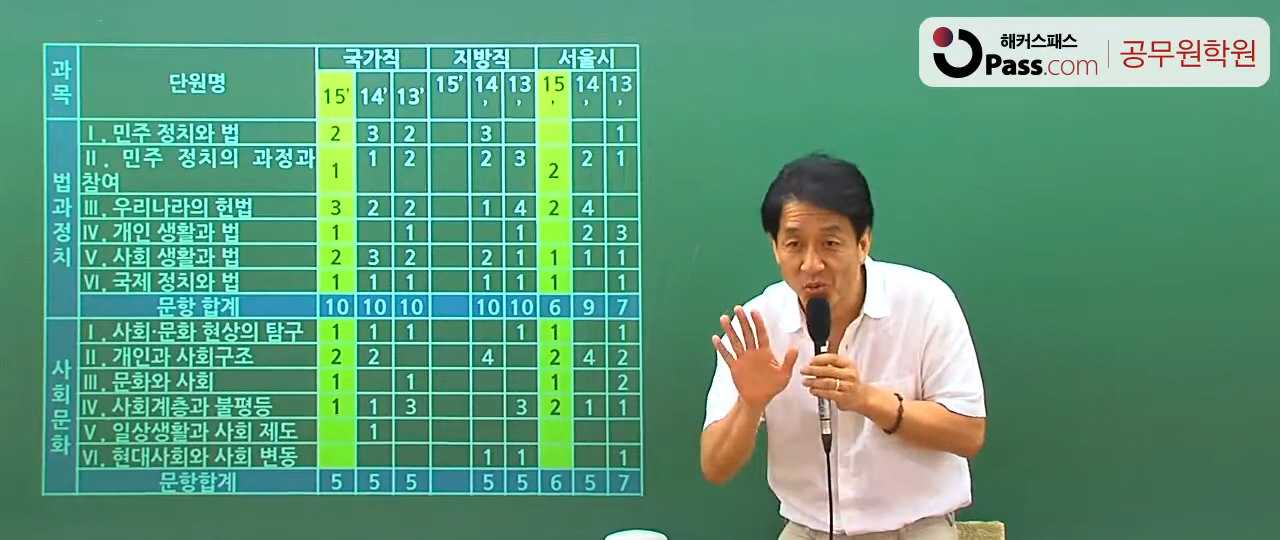 해커스패스
Pass.com 공무원학원
과목 단원명 국가직 지방직 서울시
15’ 14’ 13’ 15’ 14’ 13’ 15’ 14’ 13’
법과정치
Ⅰ. 민주 정치와 법 2 3 2 3 1
Ⅱ. 민주 정치의 과정과 참여 1 1 2 2 3 2 2 1
Ⅲ. 우리나라의 헌법 3 2 2 1 4 2 4
Ⅳ. 개인 생활과 법 1 1 1 2 3
Ⅴ. 사회 생활과 법 2 3 2 2 1 1 1 1
Ⅵ. 국제 정치와 법 1 1 1 1 1 1 1
문항 합계 10 10 10 10 10 6 9 7
사회문화
Ⅰ. 사회·문화 현상의 탐구 1 1 1 1 1 1
Ⅱ. 개인과 사회구조 2 2 4 2 4 2
Ⅲ. 문화와 사회 1 1 1 2
Ⅳ. 사회계층과 불평등 1 1 3 3 2 1 1
Ⅴ. 일상생활과 사회 제도 1
Ⅵ. 현대사회와 사회 변동 1 1 1
문항합계 5 5 5 5 5 6 5 7